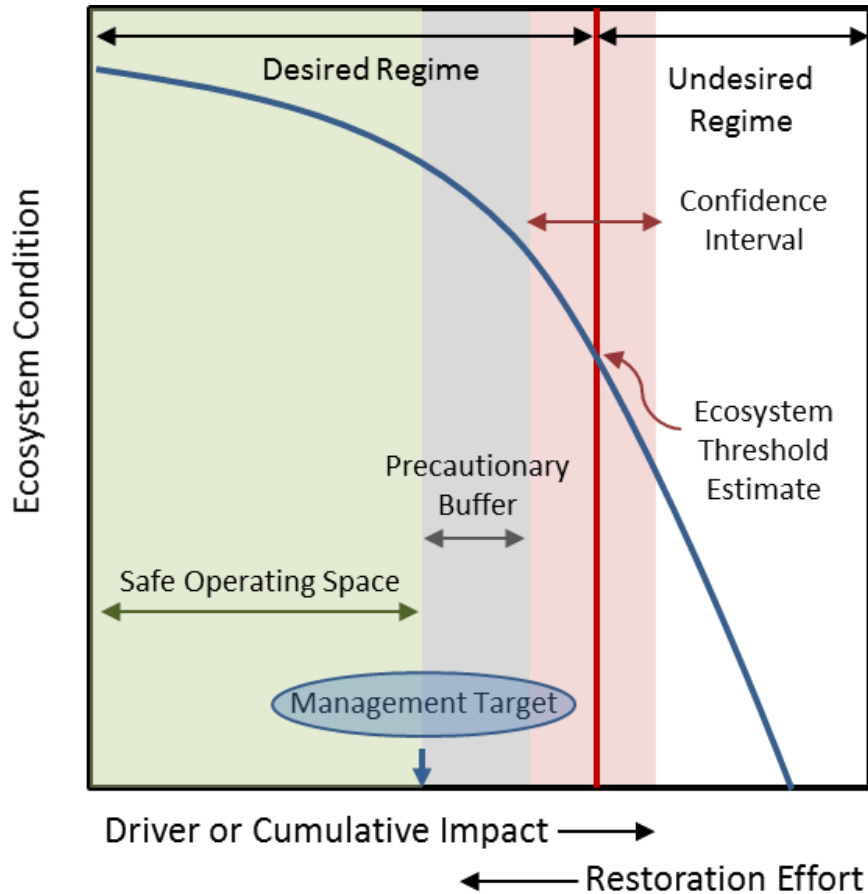 Desired Regime
Undesired
Regime
Confidence
Interval
Ecosystem Condition
Ecosystem
Threshold
Estimate
Precautionary
Buffer
Safe Operating Space
Management Target
Driver or Cumulative Impact
Restoration Effort